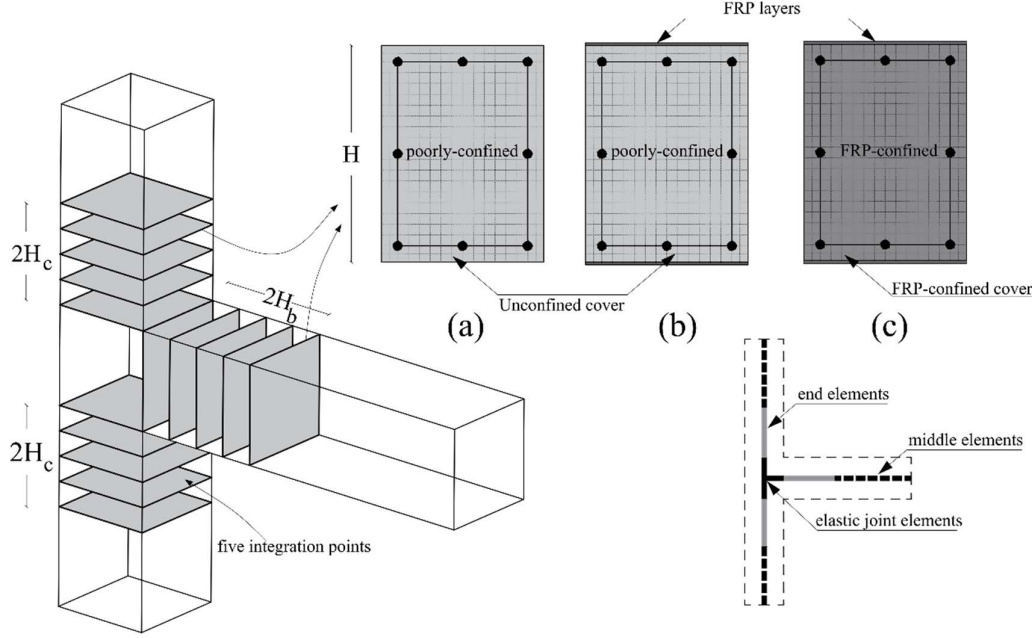 FRP layers
H
poorly-confined
poorly-confined
FRP-confined
2H_c
2H_b
Unconfined cover
FRP-confined cover
(a)
(b)
(c)
2H_c
five integration points
end elements
middle elements
elastic joint elements